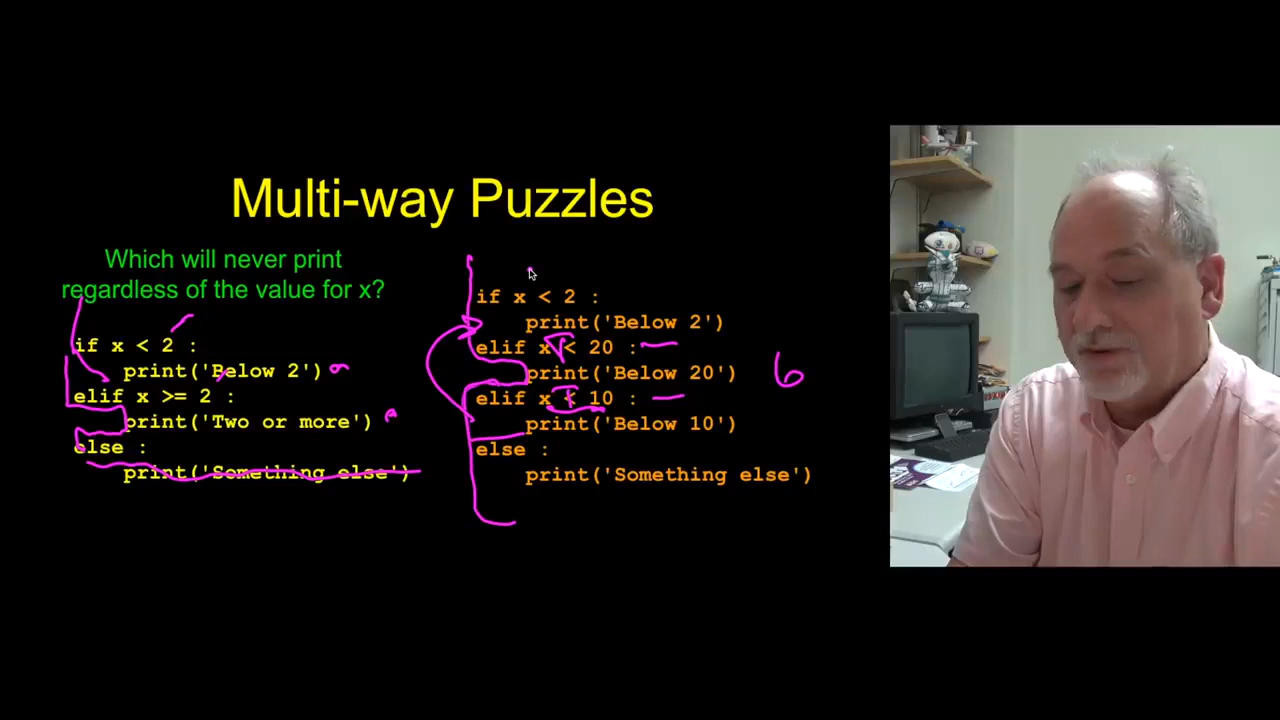 Multi-way Puzzles
Which will never print
regardless of the value for x?
if x < 2 :
print('Below 2')
elif x >= 2 :
print('Two or more')
else :
print('Something else')
if x < 2 :
print('Below 2')
elif x < 20 :
print('Below 20')
elif x < 10 :
print('Below 10')
else :
print('Something else')
6